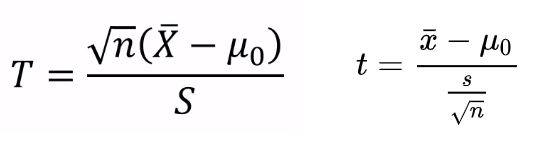 T = √n(X̄ − μ₀) / S
t = (x̄ − μ₀) / (s / √n)